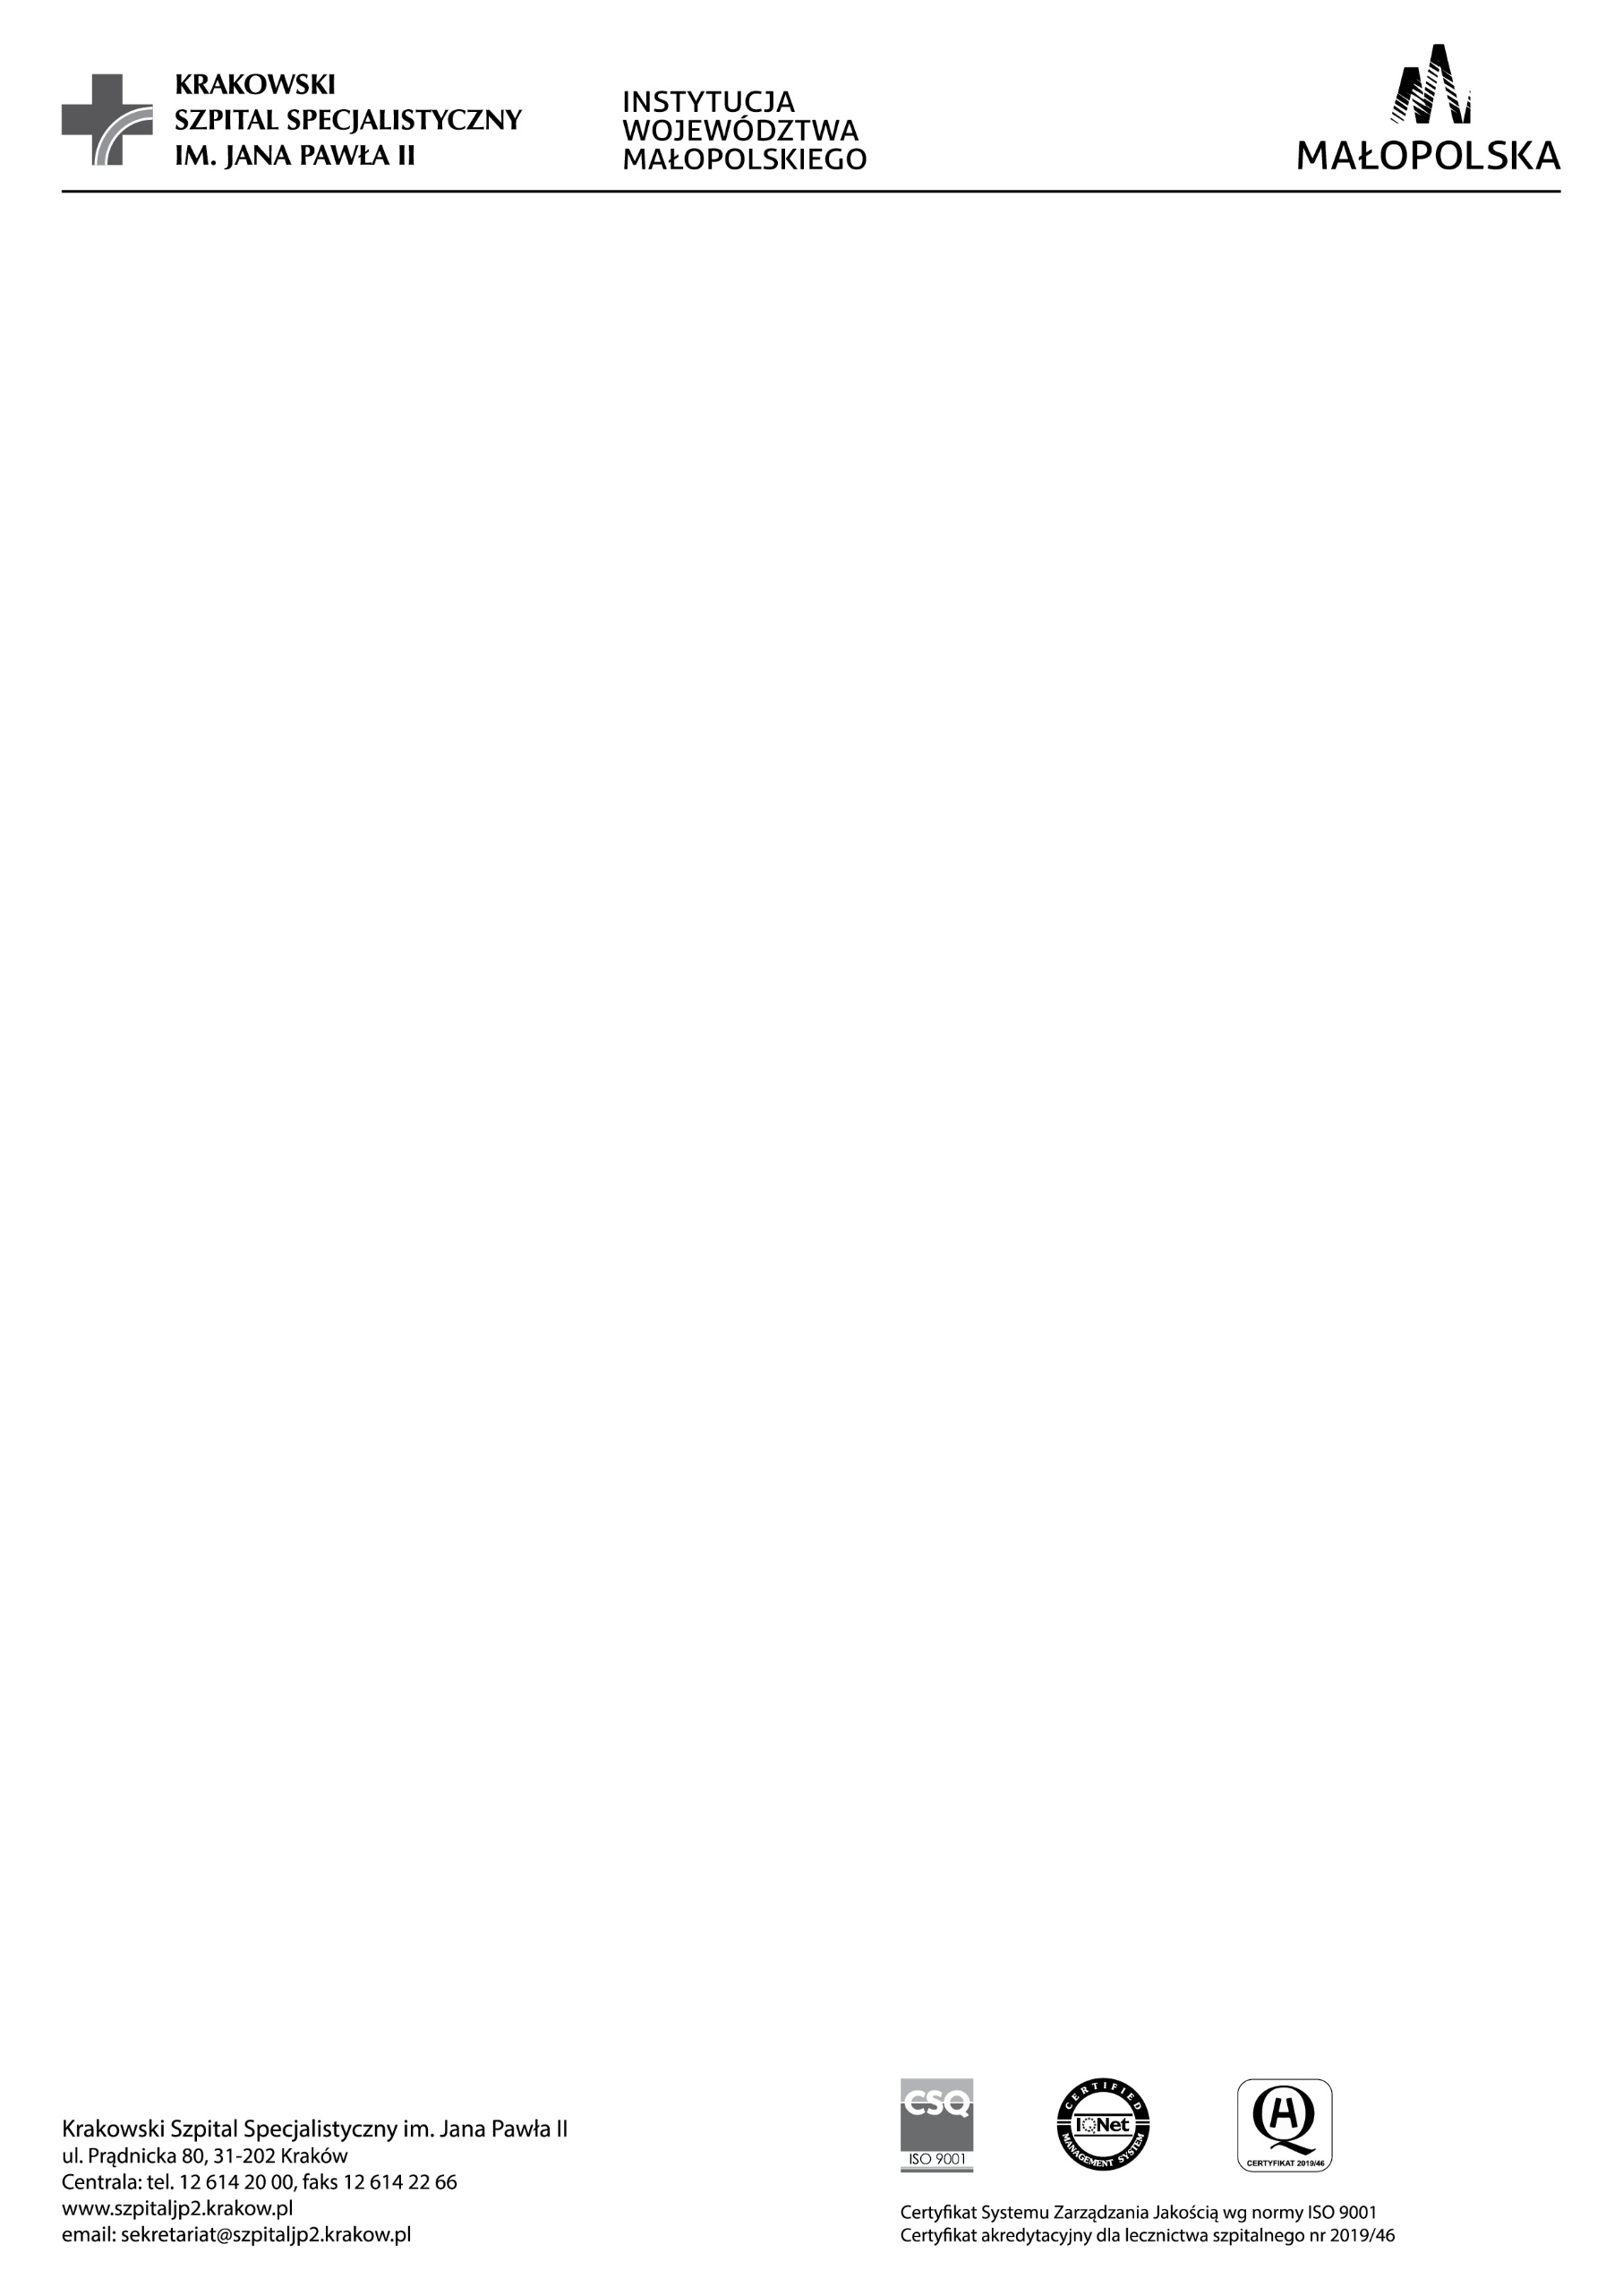 KRAKOWSKI
SZPITAL SPECJALISTYCZNY
IM. JANA PAWŁA II
INSTYTUCJA
WOJEWÓDZTWA
MAŁOPOLSKIEGO
MAŁOPOLSKA
Krakowski Szpital Specjalistyczny im. Jana Pawła II
ul. Prądnicka 80, 31-202 Kraków
Centrala: tel. 12 614 20 00, faks 12 614 22 66
www.szpitaljp2.krakow.pl
email: sekretariat@szpitaljp2.krakow.pl
CSQ
ISO 9001
CERTIFIED
IQNet
MANAGEMENT SYSTEM
CERTYFIKAT 2019/46
Certyfikat Systemu Zarządzania Jakością wg normy ISO 9001
Certyfikat akredytacyjny dla lecznictwa szpitalnego nr 2019/46